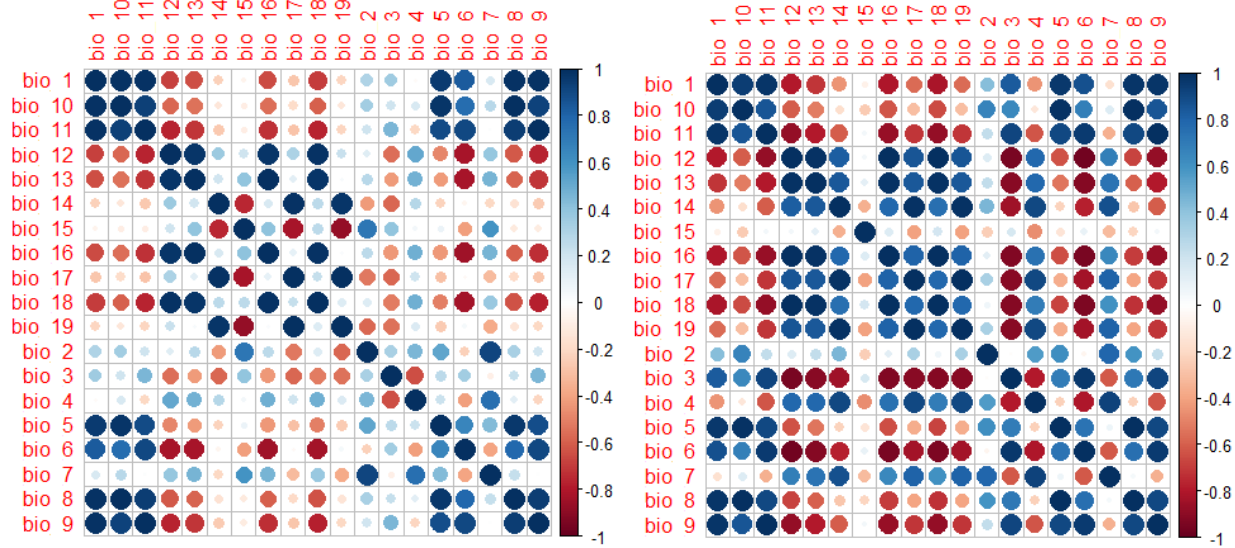 bio 1 bio 10 bio 11 bio 12 bio 13 bio 14 bio 15 bio 16 bio 17 bio 18 bio 19 bio 2 bio 3 bio 4 bio 5 bio 6 bio 7 bio 8 bio 9
bio 1
bio 10
bio 11
bio 12
bio 13
bio 14
bio 15
bio 16
bio 17
bio 18
bio 19
bio 2
bio 3
bio 4
bio 5
bio 6
bio 7
bio 8
bio 9
1
0.8
0.6
0.4
0.2
0
-0.2
-0.4
-0.6
-0.8
-1
bio 1 bio 10 bio 11 bio 12 bio 13 bio 14 bio 15 bio 16 bio 17 bio 18 bio 19 bio 2 bio 3 bio 4 bio 5 bio 6 bio 7 bio 8 bio 9
bio 1
bio 10
bio 11
bio 12
bio 13
bio 14
bio 15
bio 16
bio 17
bio 18
bio 19
bio 2
bio 3
bio 4
bio 5
bio 6
bio 7
bio 8
bio 9
1
0.8
0.6
0.4
0.2
0
-0.2
-0.4
-0.6
-0.8
-1